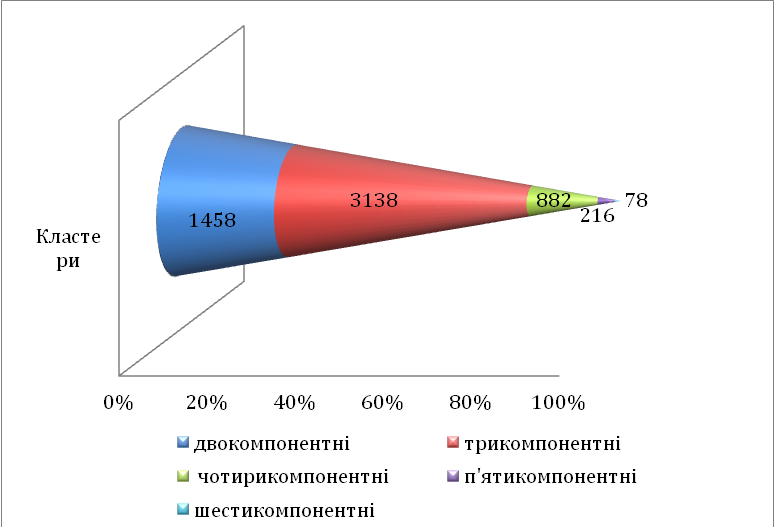 1458
3138
882
216
78
Класте
ри
0% 20% 40% 60% 80% 100%
двокомпонентні трикомпонентні
чотирикомпонентні п'ятикомпонентні
шестикомпонентні